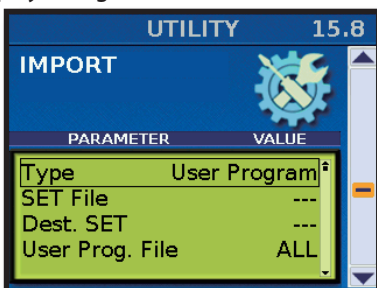 UTILITY 15.8
IMPORT
PARAMETER VALUE
Type User Program
SET File ---
Dest. SET ---
User Prog. File ALL